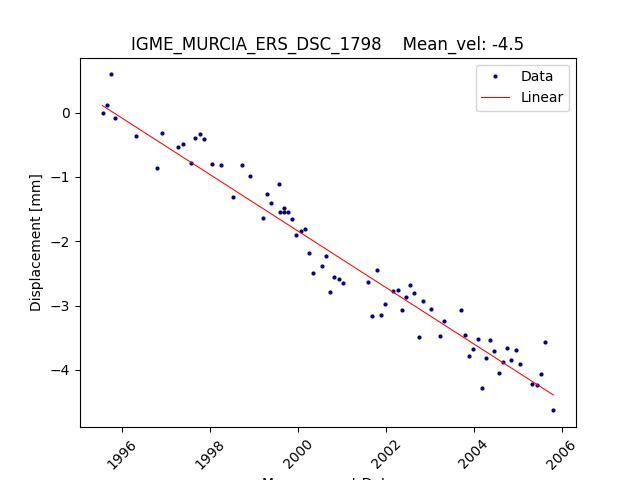 IGME_MURCIA_ERS_DSC_1798    Mean_vel: -4.5
Data
Linear
Displacement [mm]
0
−1
−2
−3
−4
1996
1998
2000
2002
2004
2006